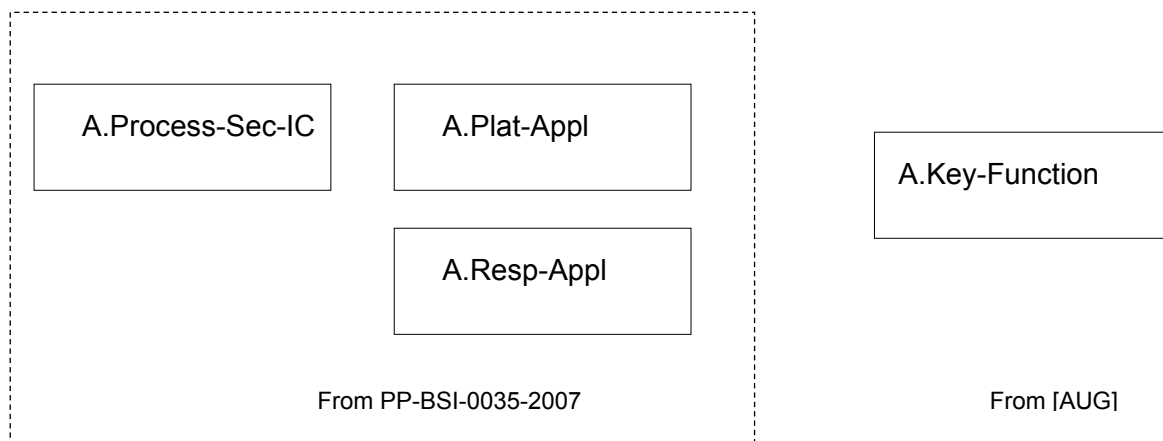 A.Process-Sec-IC
A.Plat-Appl
A.Key-Function
A.Resp-Appl
From PP-BSI-0035-2007
From [AUG]